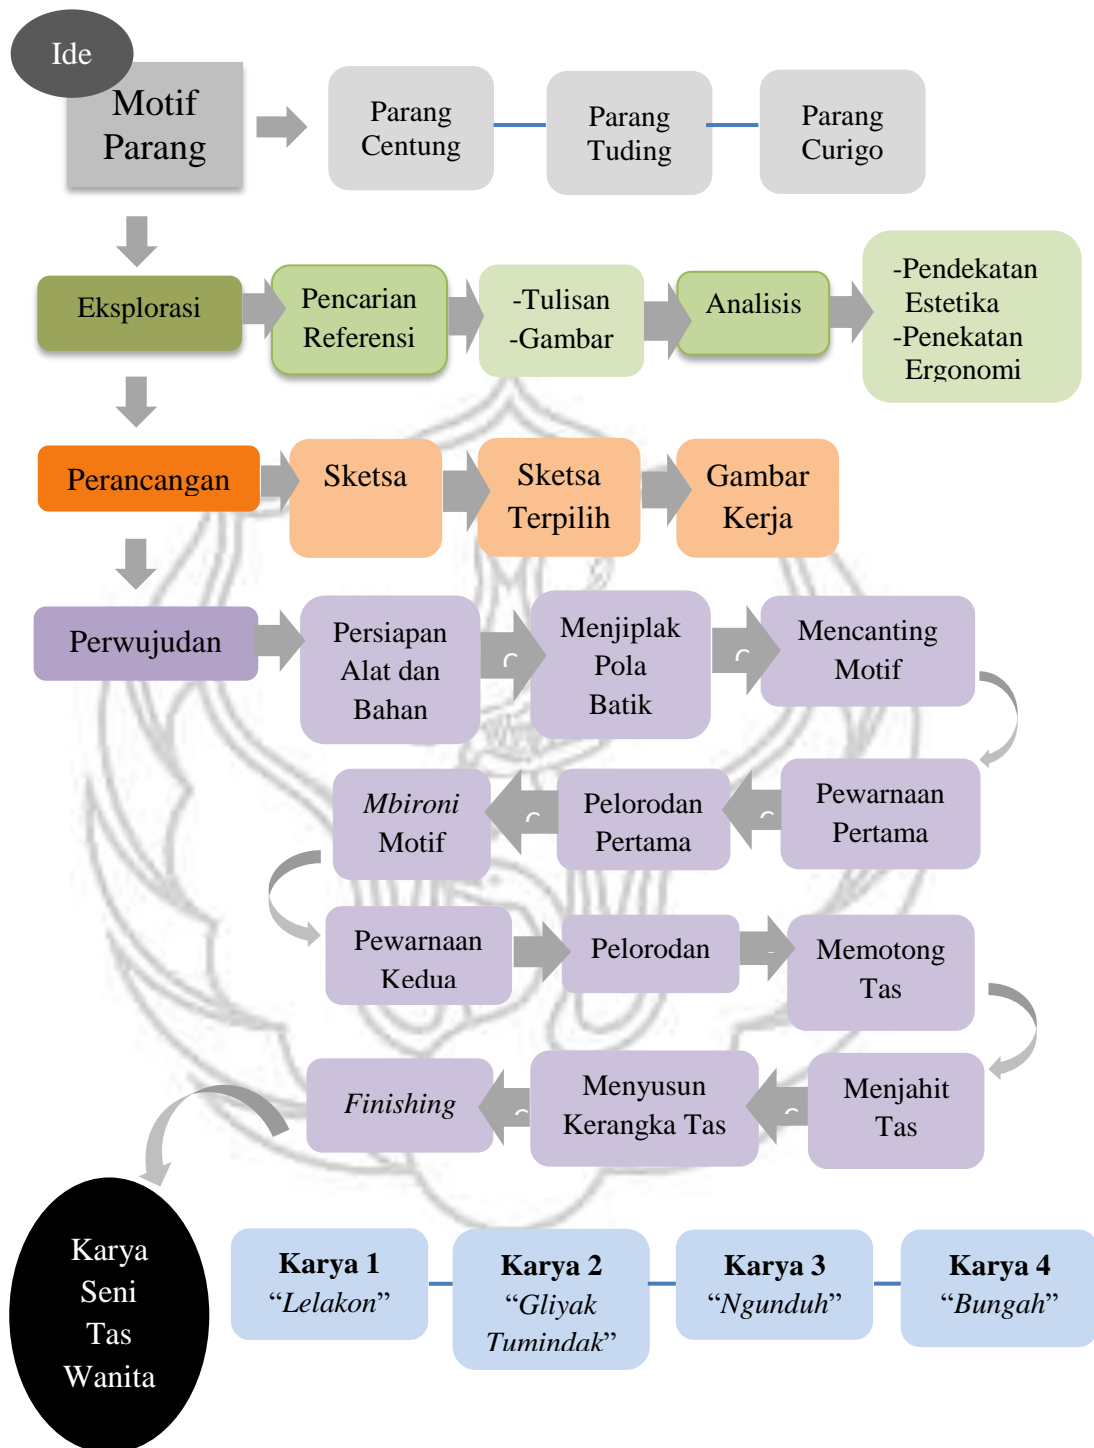 Ide
Motif
Parang
Parang
Centung
Parang
Tuding
Parang
Curigo
Eksplorasi
Pencarian
Referensi
-Tulisan
-Gambar
Analisis
-Pendekatan
Estetika
-Penekatan
Ergonomi
Perancangan
Sketsa
Sketsa
Terpilih
Gambar
Kerja
Perwujudan
Persiapan
Alat dan
Bahan
Menjiplak
Pola
Batik
Mencanting
Motif
Pewarnaan
Pertama
Pelorodan
Pertama
Mbironi
Motif
Pewarnaan
Kedua
Pelorodan
Memotong
Tas
Menjahit
Tas
Menyusun
Kerangka Tas
Finishing
Karya
Seni
Tas
Wanita
Karya 1
“Lelakon”
Karya 2
“Gliyak
Tumindak”
Karya 3
“Ngunduh”
Karya 4
“Bungah”